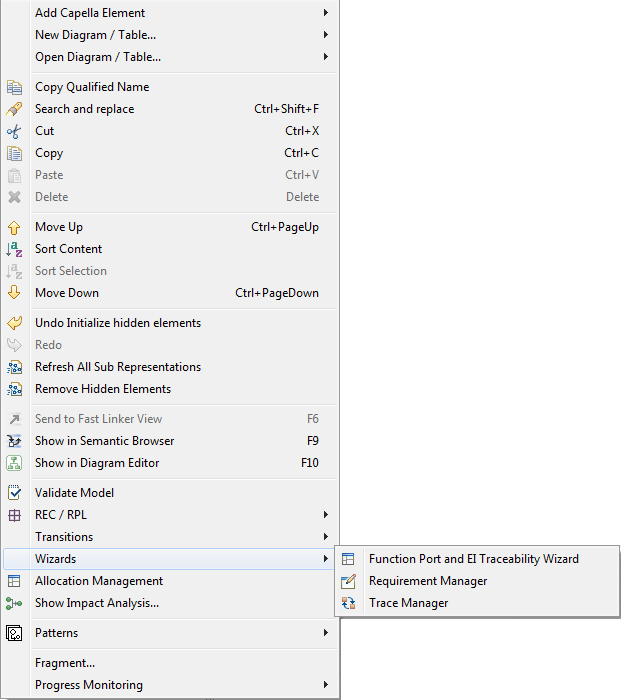 Add Capella Element
New Diagram / Table...
Open Diagram / Table...
Copy Qualified Name
Search and replace Ctrl+Shift+F
Cut Ctrl+X
Copy Ctrl+C
Paste Ctrl+V
Delete Delete
Move Up Ctrl+PageUp
Sort Content
Sort Selection
Move Down Ctrl+PageDown
Undo Initialize hidden elements
Redo
Refresh All Sub Representations
Remove Hidden Elements
Send to Fast Linker View F6
Show in Semantic Browser F9
Show in Diagram Editor F10
Validate Model
REC / RPL
Transitions
Wizards
Function Port and EI Traceability Wizard
Allocation Management
Requirement Manager
Show Impact Analysis...
Trace Manager
Patterns
Fragment...
Progress Monitoring